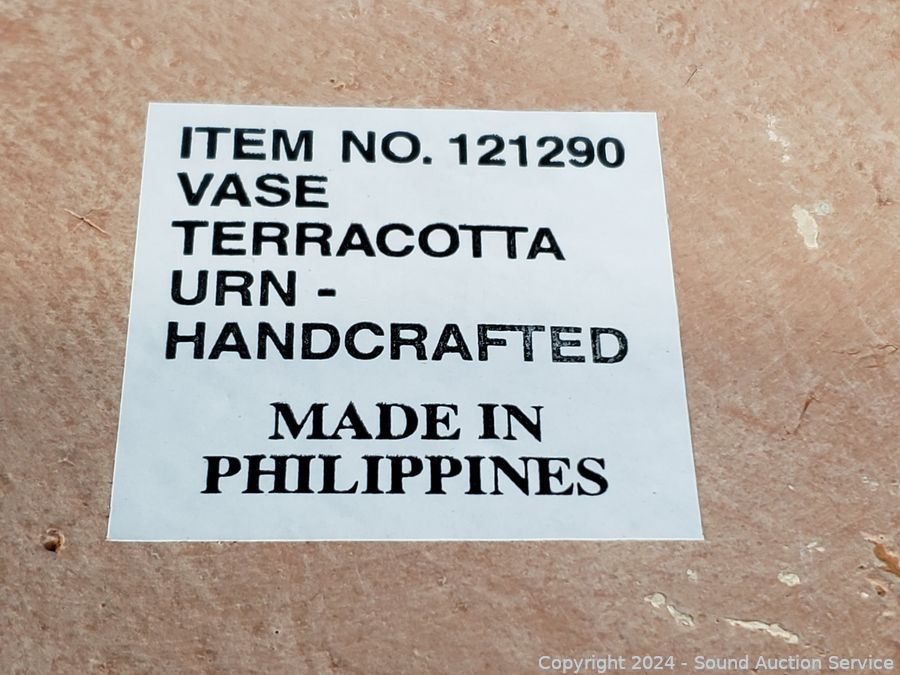 ITEM NO. 121290
VASE
TERRACOTTA
URN -
HANDCRAFTED
MADE IN
PHILIPPINES
Copyright 2024 - Sound Auction Service